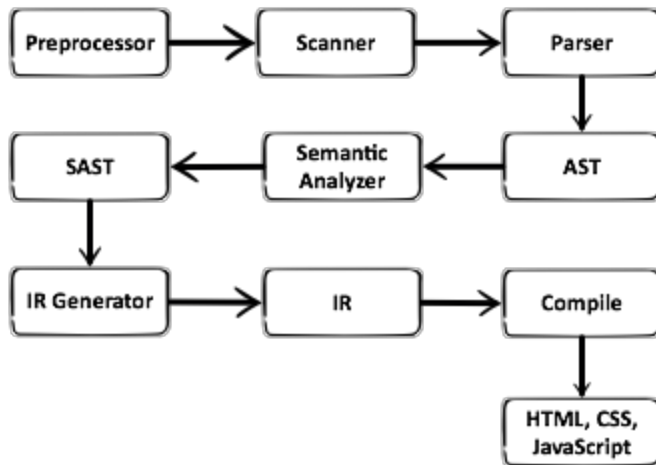 Preprocessor
Scanner
Parser
SAST
Semantic
Analyzer
AST
IR Generator
IR
Compile
HTML, CSS,
JavaScript